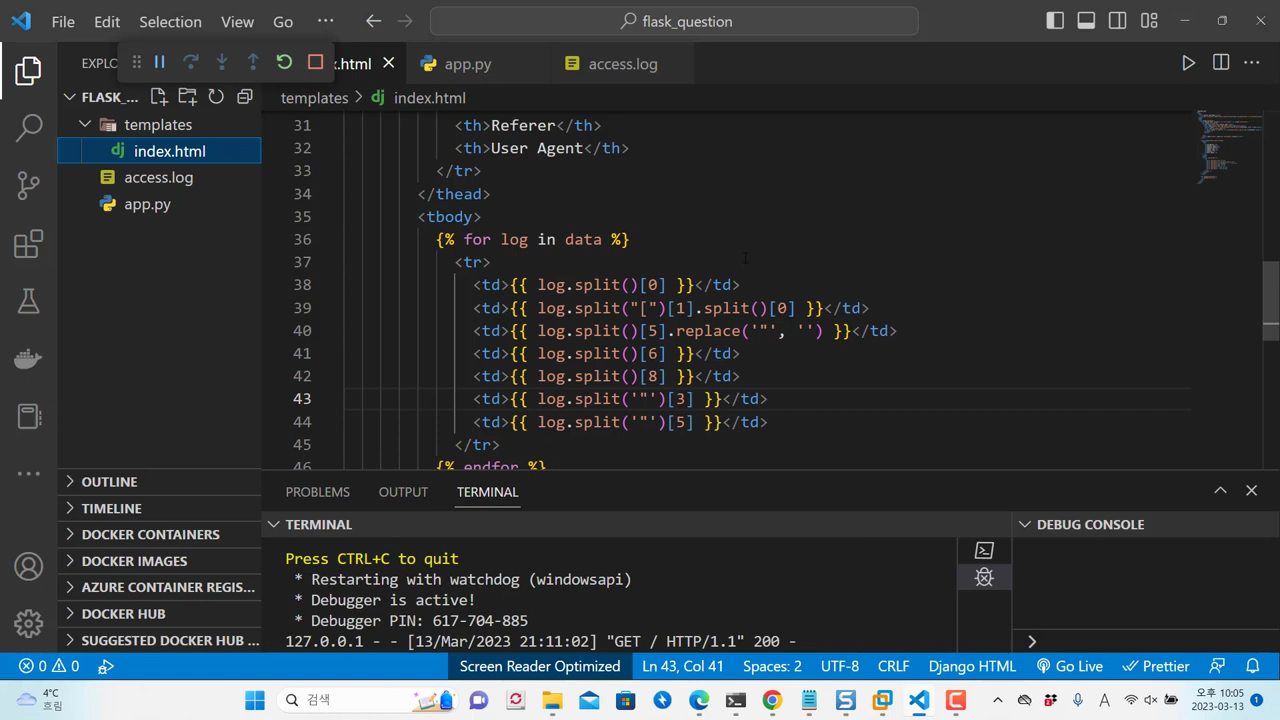 File Edit Selection View Go ··· flask_question
EXPLO .html app.py access.log
FLASK_...
templates
index.html
access.log
app.py
OUTLINE
TIMELINE
DOCKER CONTAINERS
DOCKER IMAGES
AZURE CONTAINER REGIS...
DOCKER HUB
SUGGESTED DOCKER HUB ...
templates > index.html
31 <th>Referer</th>
32 <th>User Agent</th>
33 </tr>
34 </thead>
35 <tbody>
36 {% for log in data %}
37 <tr>
38 <td>{{ log.split()[0] }}</td>
39 <td>{{ log.split("[")[1].split()[0] }}</td>
40 <td>{{ log.split()[5].replace('"', '') }}</td>
41 <td>{{ log.split()[6] }}</td>
42 <td>{{ log.split()[8] }}</td>
43 <td>{{ log.split('"')[3] }}</td>
44 <td>{{ log.split('"')[5] }}</td>
45 </tr>
46 {% endfor %}
PROBLEMS OUTPUT TERMINAL
TERMINAL
Press CTRL+C to quit
* Restarting with watchdog (windowsapi)
* Debugger is active!
* Debugger PIN: 617-704-885
127.0.0.1 - - [13/Mar/2023 21:11:02] "GET / HTTP/1.1" 200 -
DEBUG CONSOLE
0 0 Screen Reader Optimized Ln 43, Col 41 Spaces: 2 UTF-8 CRLF Django HTML Go Live Prettier
4°C
흐림
검색
A
오후 10:05
2023-03-13
1